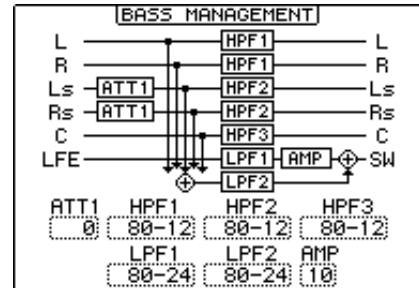 BASS MANAGEMENT
L HPF1 L
R HPF1 R
Ls ATT1 HPF2 Ls
Rs ATT1 HPF2 Rs
C HPF3 C
LFE LPF1 AMP SW
LPF2
ATT1 HPF1 HPF2 HPF3
0 80-12 80-12 80-12
LPF1 LPF2 AMP
80-24 80-24 10